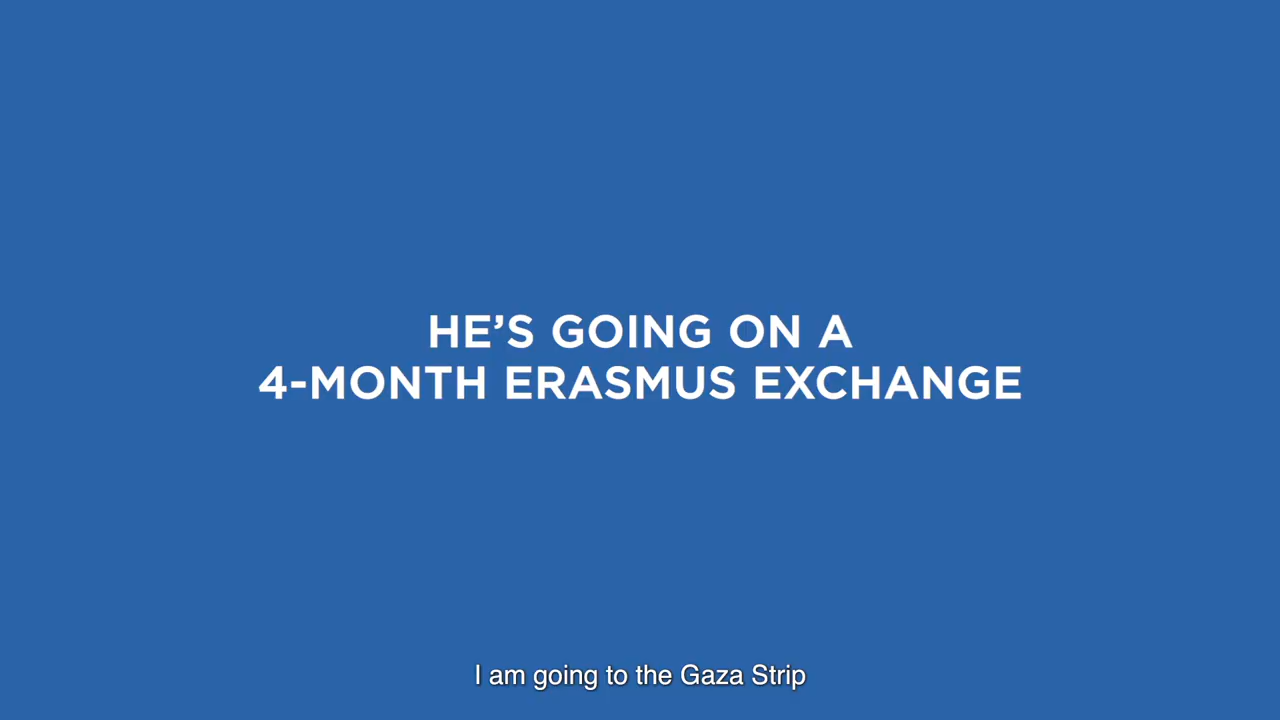 HE’S GOING ON A
4-MONTH ERASMUS EXCHANGE
I am going to the Gaza Strip